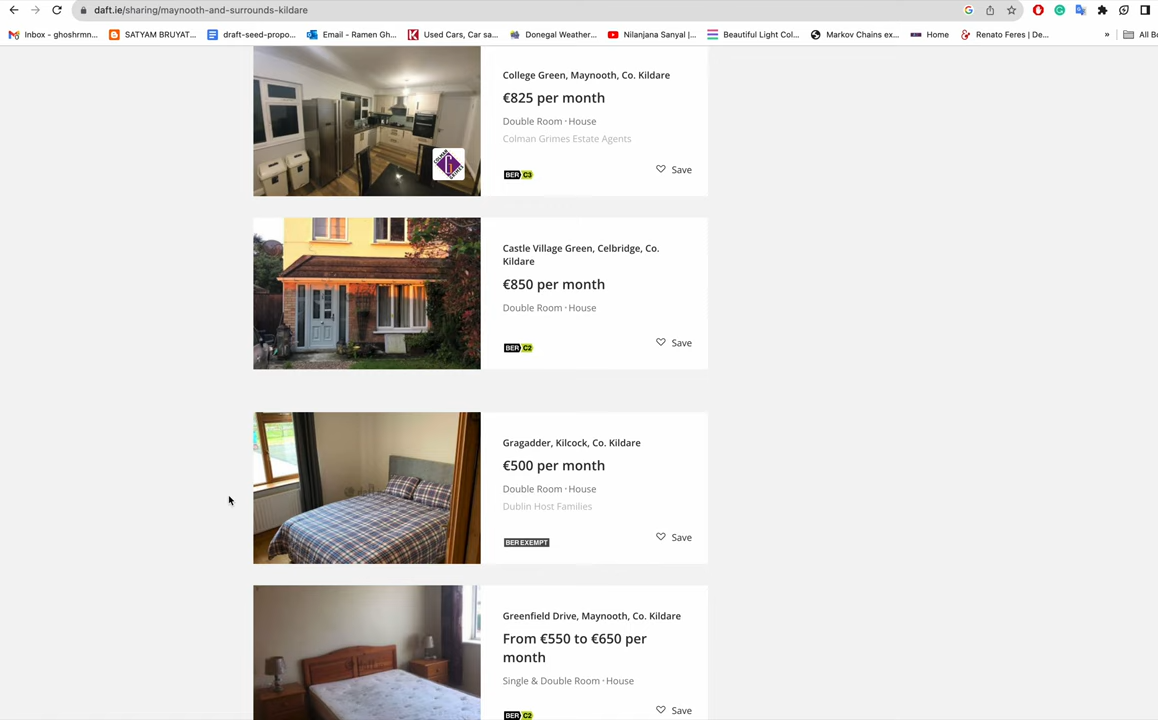 daft.ie/sharing/maynooth-and-surrounds-kildare
Inbox - ghoshrmn... SATYAM BRUYAT... draft-seed-propo... Email - Ramen Gh... Used Cars, Car sa... Donegal Weather... Nilanjana Sanyal |... Beautiful Light Col... Markov Chains ex... Home Renato Feres | De... » All Bo
College Green, Maynooth, Co. Kildare
€825 per month
Double Room · House
Colman Grimes Estate Agents
BER C3
Save
Castle Village Green, Celbridge, Co.
Kildare
€850 per month
Double Room · House
BER C2
Save
Gragadder, Kilcock, Co. Kildare
€500 per month
Double Room · House
Dublin Host Families
BER EXEMPT
Save
Greenfield Drive, Maynooth, Co. Kildare
From €550 to €650 per
month
Single & Double Room · House
BER C2
Save